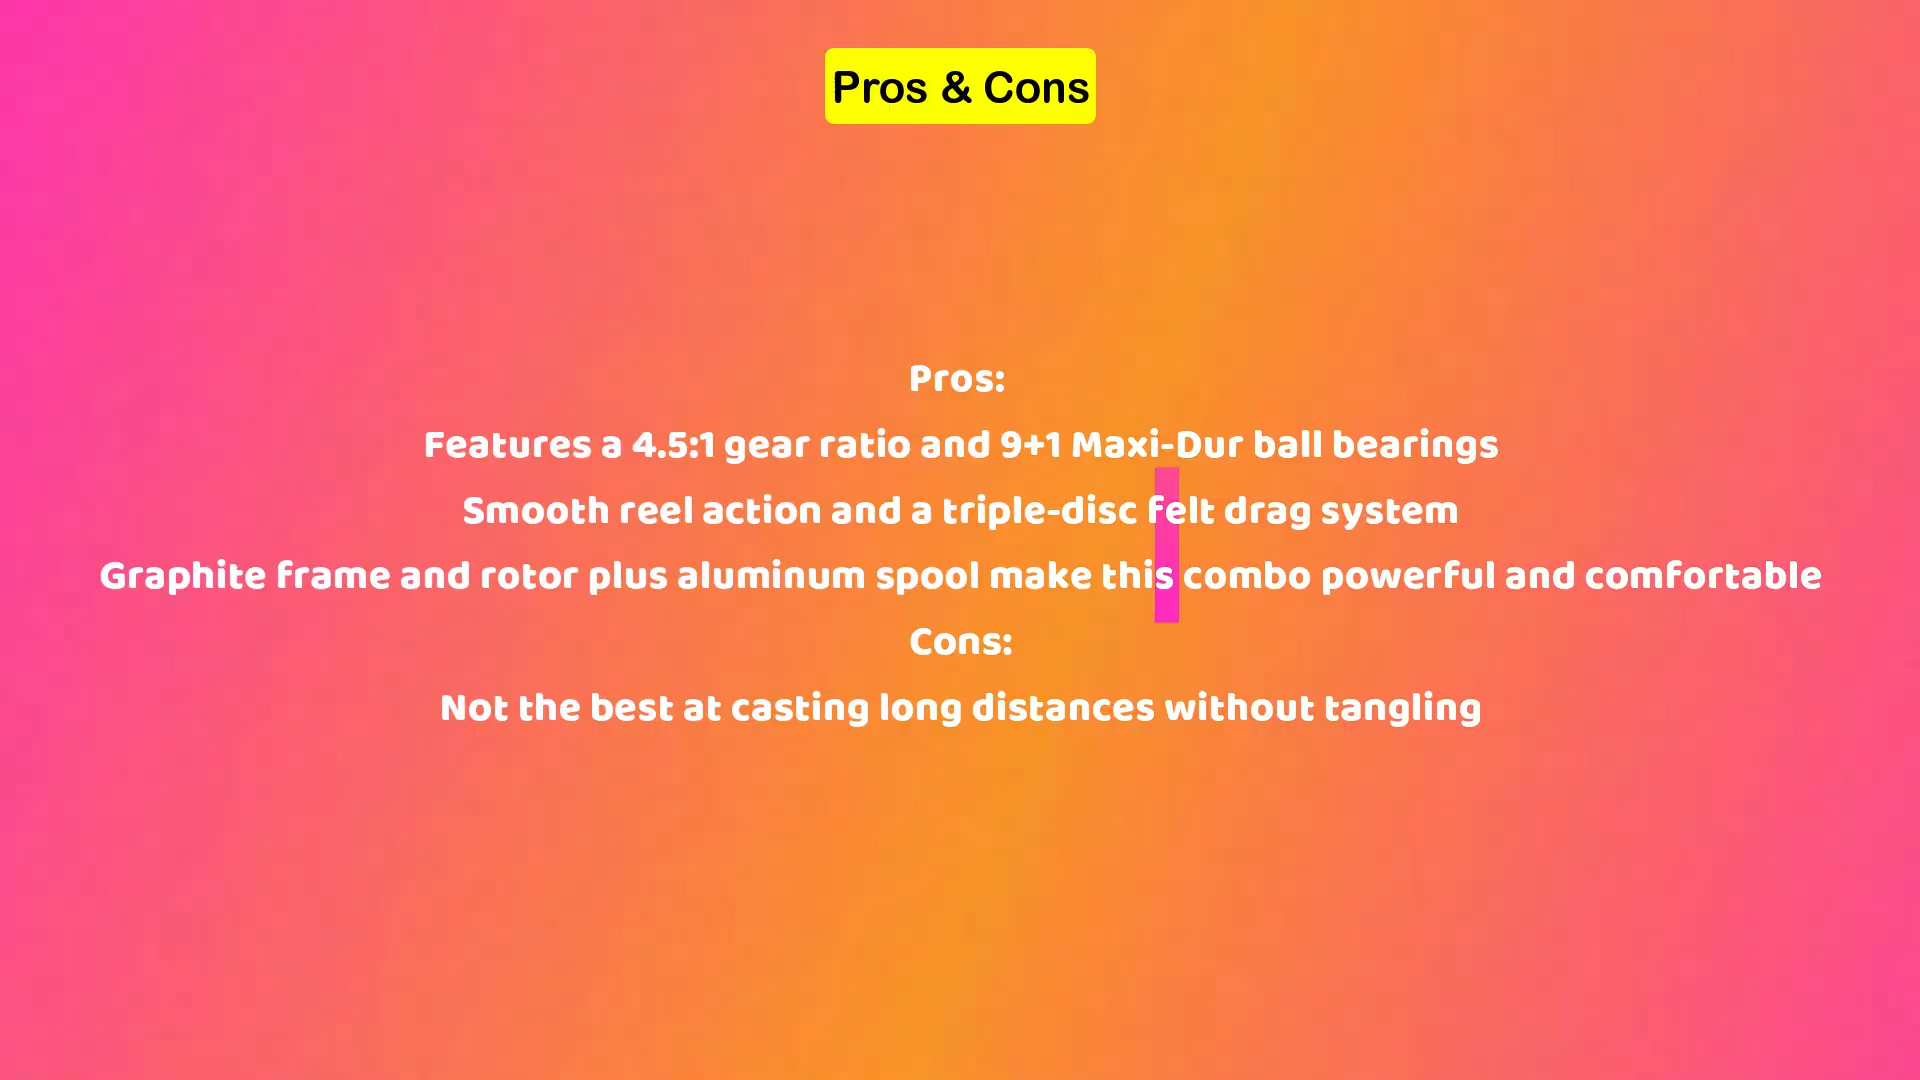 Pros & Cons
Pros:
Features a 4.5:1 gear ratio and 9+1 Maxi-Dur ball bearings
Smooth reel action and a triple-disc felt drag system
Graphite frame and rotor plus aluminum spool make this combo powerful and comfortable
Cons:
Not the best at casting long distances without tangling